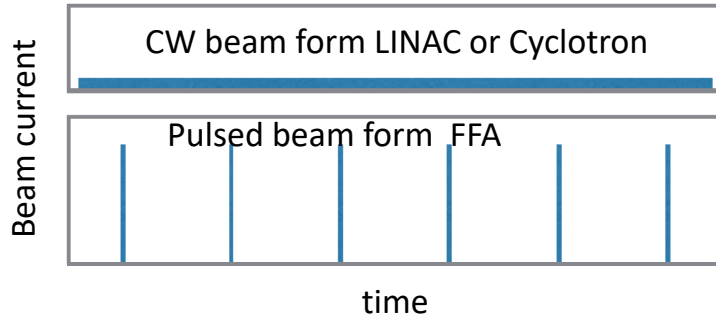 CW beam form LINAC or Cyclotron
Beam current
Pulsed beam form FFA
time